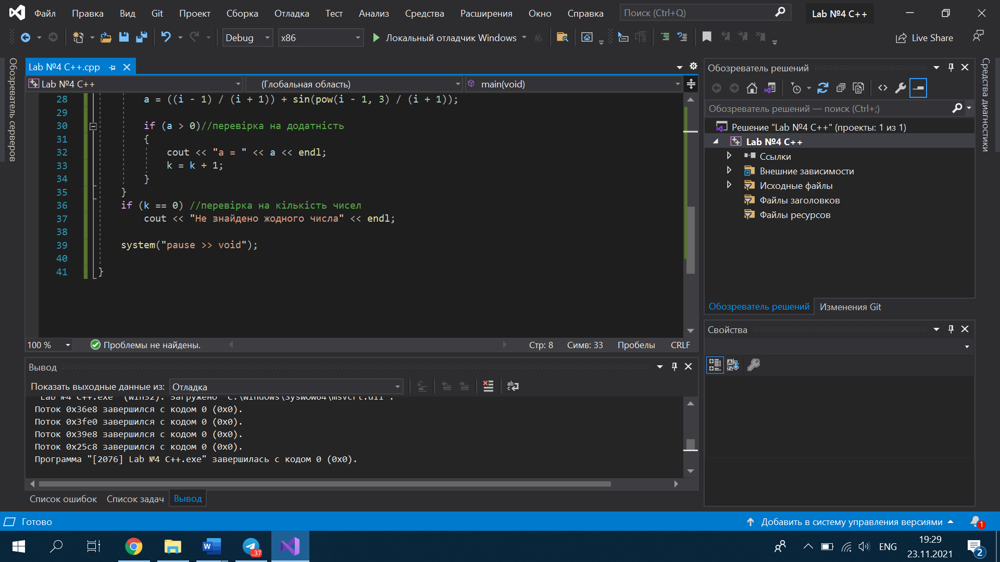 Файл Правка Вид Git Проект Сборка Отладка Тест Анализ Средства Расширения Окно Справка Поиск (Ctrl+Q) Lab №4 C++
Debug x86 Локальный отладчик Windows Live Share
Обозреватель серверов
Lab №4 C++.cpp
Lab №4 C++ (Глобальная область) main(void)
28 a = ((i - 1) / (i + 1)) + sin(pow(i - 1, 3) / (i + 1));
29
30 if (a > 0)//перевірка на додатність
31 {
32 cout << "a = " << a << endl;
33 k = k + 1;
34 }
35 }
36 if (k == 0) //перевірка на кількість чисел
37 cout << "Не знайдено жодного числа" << endl;
38
39 system("pause >> void");
40
41 }
100 % Проблемы не найдены. Стр: 8 Симв: 33 Пробелы CRLF
Вывод
Показать выходные данные из: Отладка
"Lab №4 C++.exe" (Win32). Загружено "C:\Windows\SysWOW64\msvcrt.dll".
Поток 0x36e8 завершился с кодом 0 (0x0).
Поток 0x3fe0 завершился с кодом 0 (0x0).
Поток 0x39e8 завершился с кодом 0 (0x0).
Поток 0x25c8 завершился с кодом 0 (0x0).
Программа "[2076] Lab №4 C++.exe" завершилась с кодом 0 (0x0).
Список ошибок Список задач Вывод
Обозреватель решений
Обозреватель решений — поиск (Ctrl+;)
Решение "Lab №4 C++" (проекты: 1 из 1)
Lab №4 C++
Ссылки
Внешние зависимости
Исходные файлы
Файлы заголовков
Файлы ресурсов
Обозреватель решений Изменения Git
Свойства
Средства диагностики
Готово Добавить в систему управления версиями 1
37
ENG 19:29
23.11.2021 2